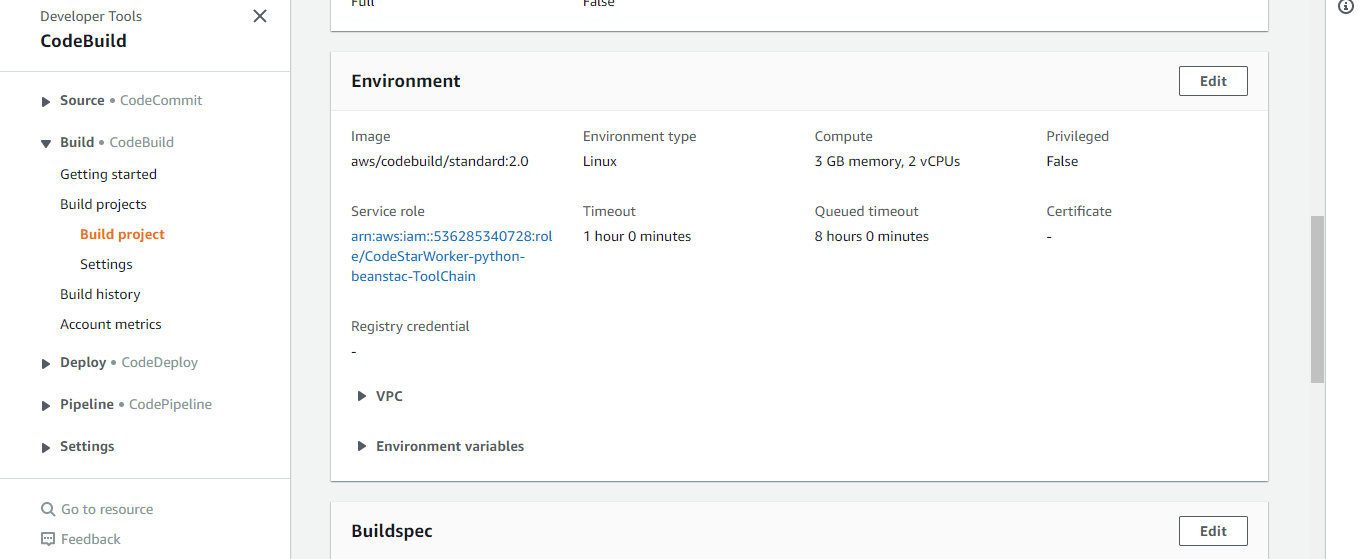 Developer Tools
CodeBuild
Source • CodeCommit
Build • CodeBuild
Getting started
Build projects
Build project
Settings
Build history
Account metrics
Deploy • CodeDeploy
Pipeline • CodePipeline
Settings
Go to resource
Feedback
Full
False
Environment
Edit
Image
aws/codebuild/standard:2.0
Environment type
Linux
Compute
3 GB memory, 2 vCPUs
Privileged
False
Service role
arn:aws:iam::536285340728:rol
e/CodeStarWorker-python-
beanstac-ToolChain
Timeout
1 hour 0 minutes
Queued timeout
8 hours 0 minutes
Certificate
-
Registry credential
-
VPC
Environment variables
Buildspec
Edit